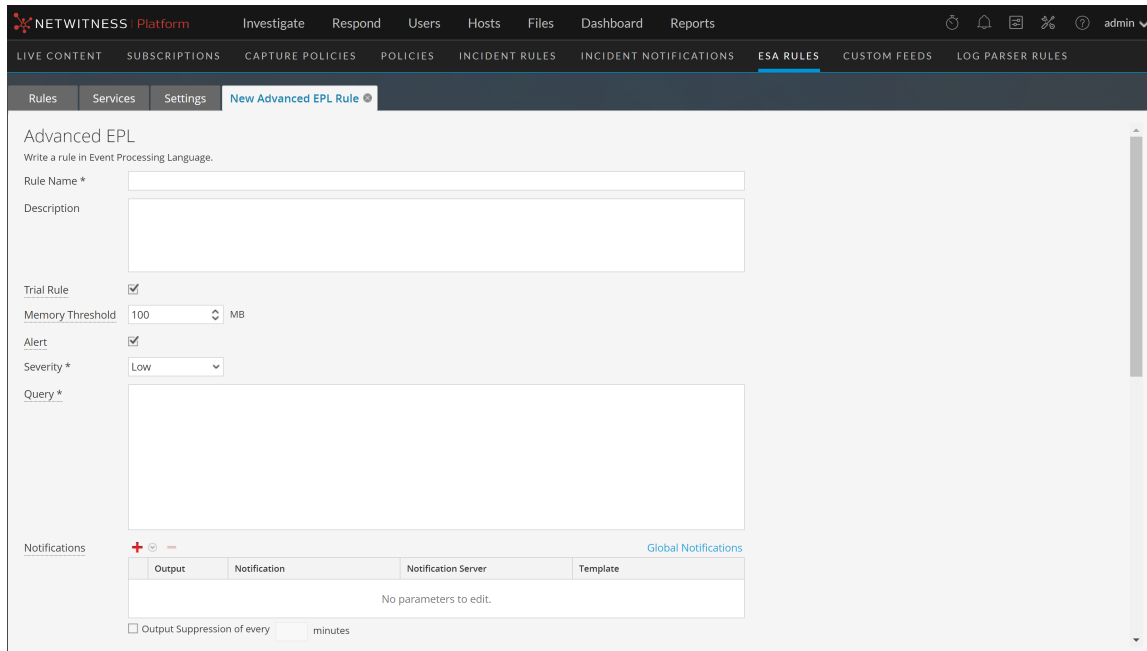 NETWITNESS Platform Investigate Respond Users Hosts Files Dashboard Reports admin
LIVE CONTENT SUBSCRIPTIONS CAPTURE POLICIES POLICIES INCIDENT RULES INCIDENT NOTIFICATIONS ESA RULES CUSTOM FEEDS LOG PARSER RULES
Rules Services Settings New Advanced EPL Rule
Advanced EPL
Write a rule in Event Processing Language.
Rule Name *
Description
Trial Rule
Memory Threshold 100 MB
Alert
Severity * Low
Query *
Notifications Global Notifications
Output Notification Notification Server Template
No parameters to edit.
Output Suppression of every minutes